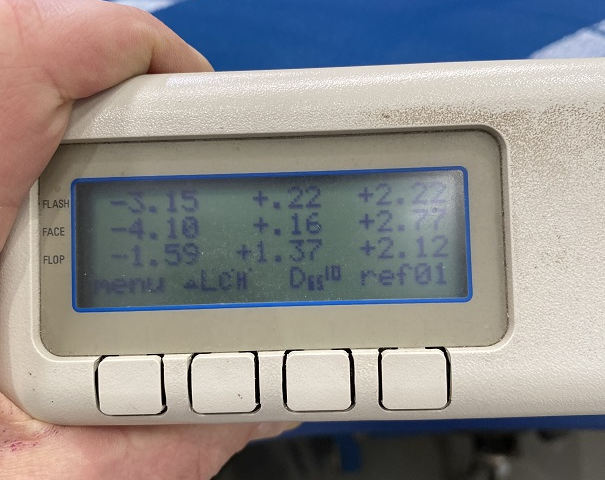 FLASH -3.15 +.22 +2.22
FACE -4.10 +.16 +2.77
FLOP -1.59 +1.37 +2.12
menu △LC*H° D65 10 ref01